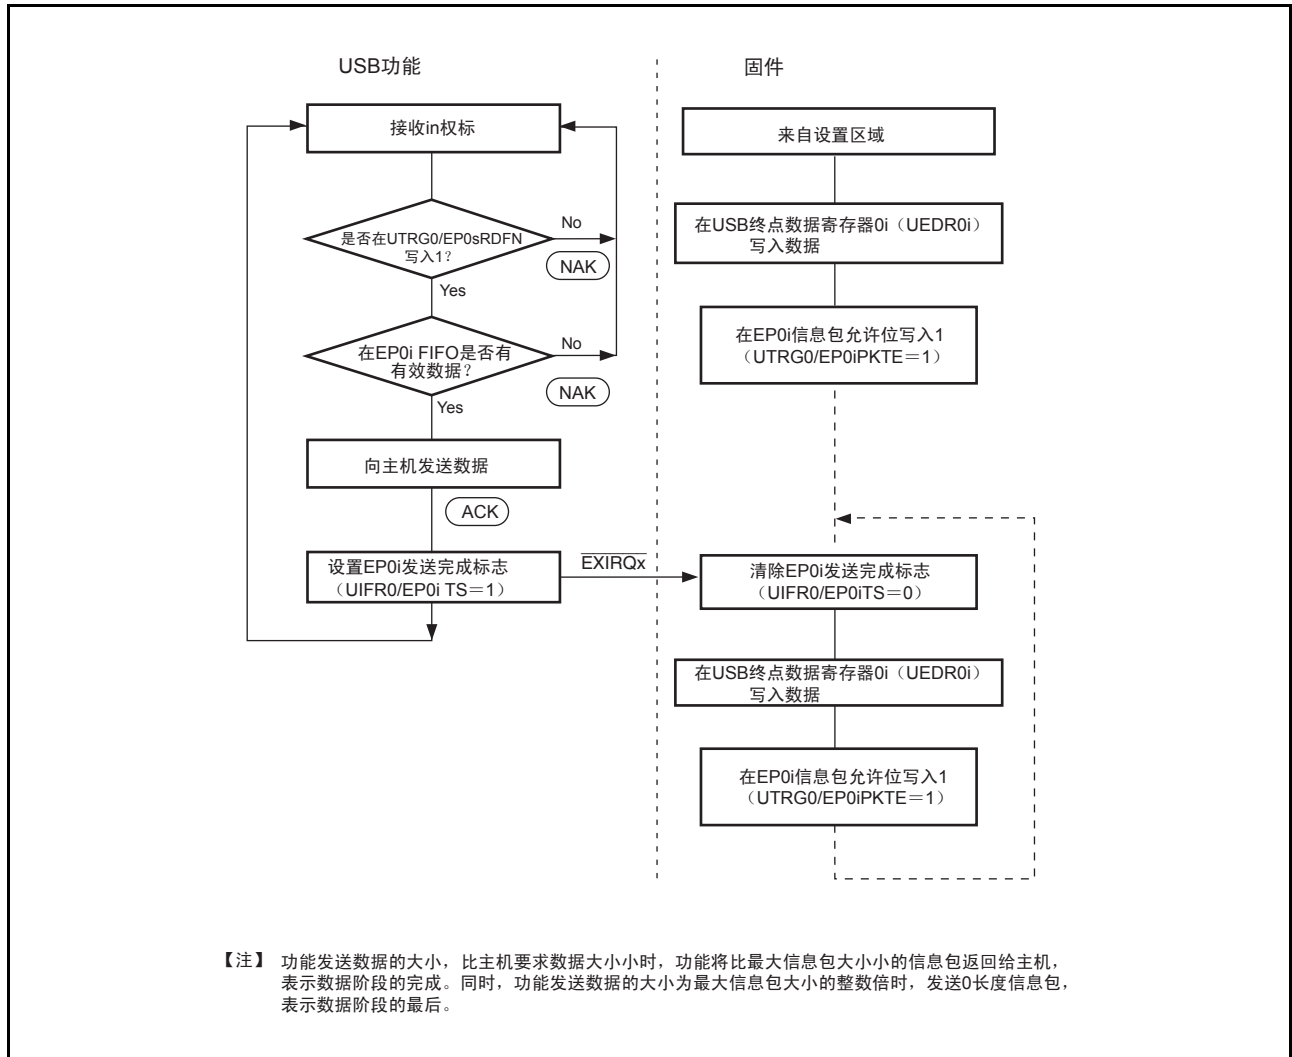 USB功能
固件
接收in权标
是否在UTRG0/EP0sRDFN
写入1？
No
NAK
Yes
在EP0i FIFO是否有
有效数据？
No
NAK
Yes
向主机发送数据
ACK
设置EP0i发送完成标志
（UIFR0/EP0i TS＝1）
EXIRQx
来自设置区域
在USB终点数据寄存器0i（UEDR0i）
写入数据
在EP0i信息包允许位写入1
（UTRG0/EP0iPKTE＝1）
清除EP0i发送完成标志
（UIFR0/EP0iTS＝0）
在USB终点数据寄存器0i（UEDR0i）
写入数据
在EP0i信息包允许位写入1
（UTRG0/EP0iPKTE＝1）
【注】 功能发送数据的大小，比主机要求数据大小小时，功能将比最大信息包大小小的信息包返回给主机，
表示数据阶段的完成。同时，功能发送数据的大小为最大信息包大小的整数倍时，发送0长度信息包，
表示数据阶段的最后。